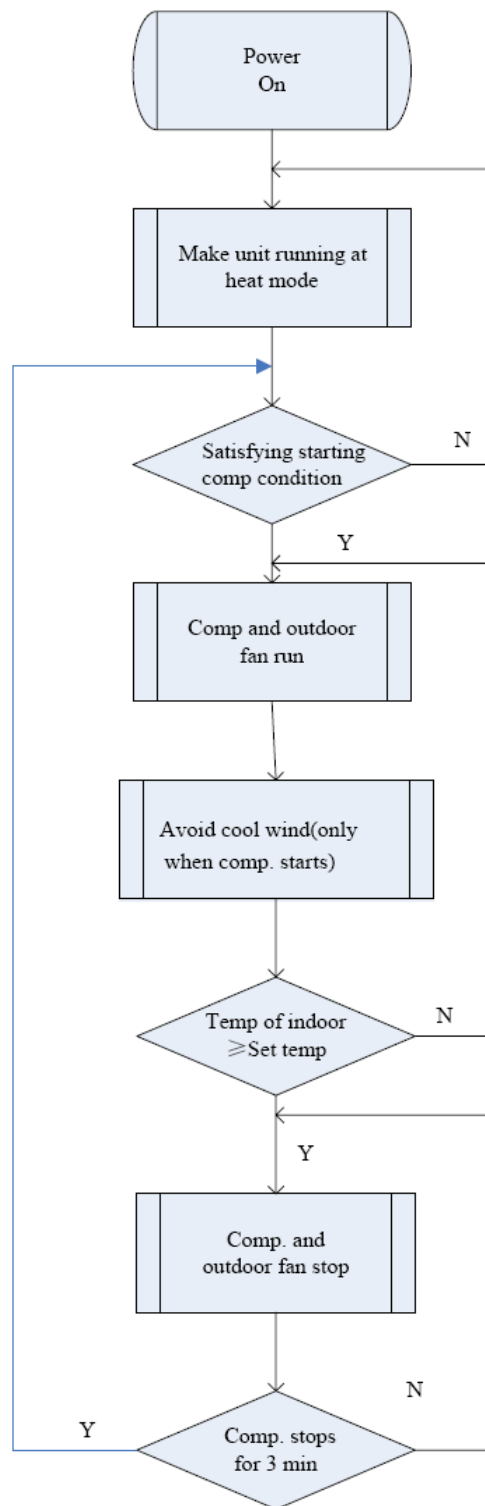 Power
On
Make unit running at
heat mode
Satisfying starting
comp condition
N
Y
Comp and outdoor
fan run
Avoid cool wind(only
when comp. starts)
Temp of indoor
≥Set temp
N
Y
Comp. and
outdoor fan stop
N
Y
Comp. stops
for 3 min